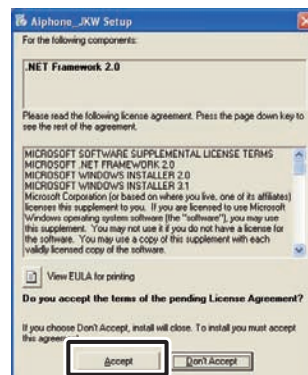 Aiphone_JKW Setup
For the following components:
.NET Framework 2.0
Please read the following license agreement. Press the page down key to
see the rest of the agreement.
MICROSOFT SOFTWARE SUPPLEMENTAL LICENSE TERMS
MICROSOFT .NET FRAMEWORK 2.0
MICROSOFT WINDOWS INSTALLER 2.0
MICROSOFT WINDOWS INSTALLER 3.1
Microsoft Corporation (or based on where you live, one of its affiliates)
licenses this supplement to you. If you are licensed to use Microsoft
Windows operating system software (the "software"), you may use
this supplement. You may not use it if you do not have a license for
the software. You may use a copy of this supplement with each
validly licensed copy of the software.
View EULA for printing
Do you accept the terms of the pending License Agreement?
If you choose Don't Accept, install will close. To install you must accept
this agreement.
Accept
Don't Accept